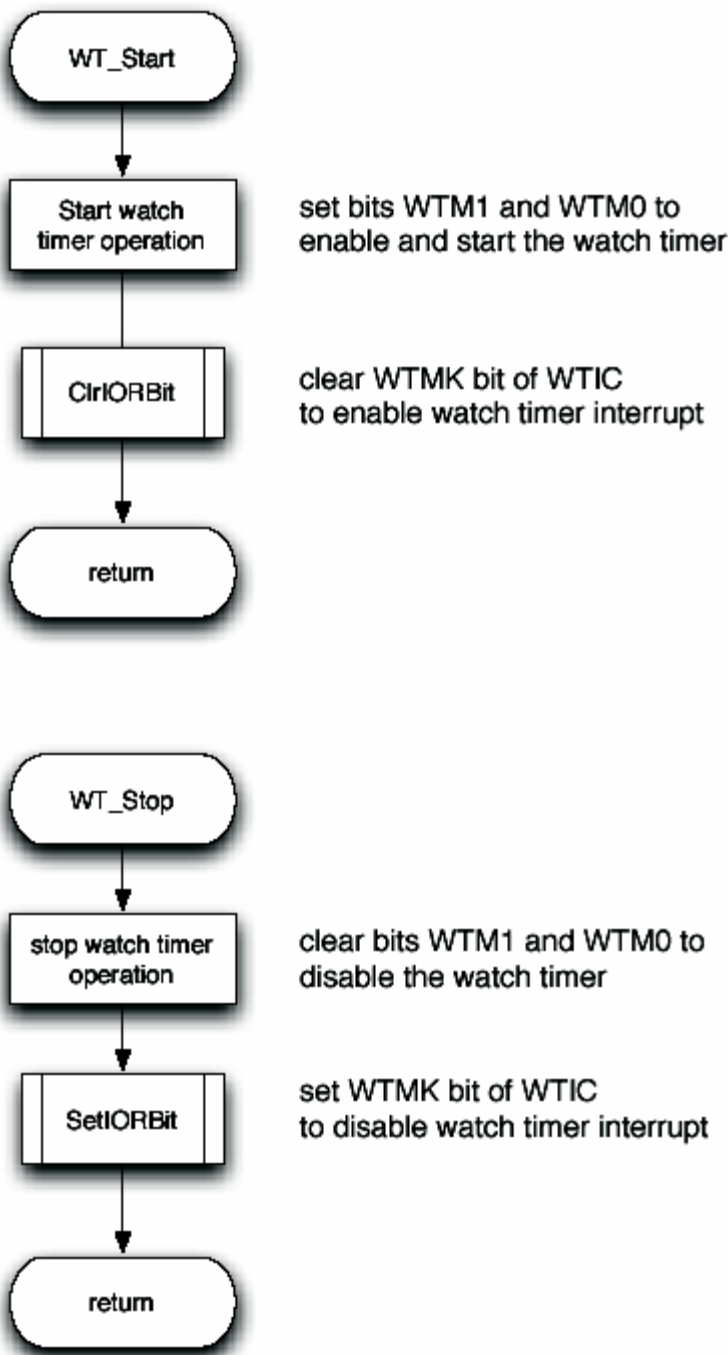 WT_Start
Start watch
timer operation
set bits WTM1 and WTM0 to
enable and start the watch timer
ClrIORBit
clear WTMK bit of WTIC
to enable watch timer interrupt
return
WT_Stop
stop watch timer
operation
clear bits WTM1 and WTM0 to
disable the watch timer
SetIORBit
set WTMK bit of WTIC
to disable watch timer interrupt
return